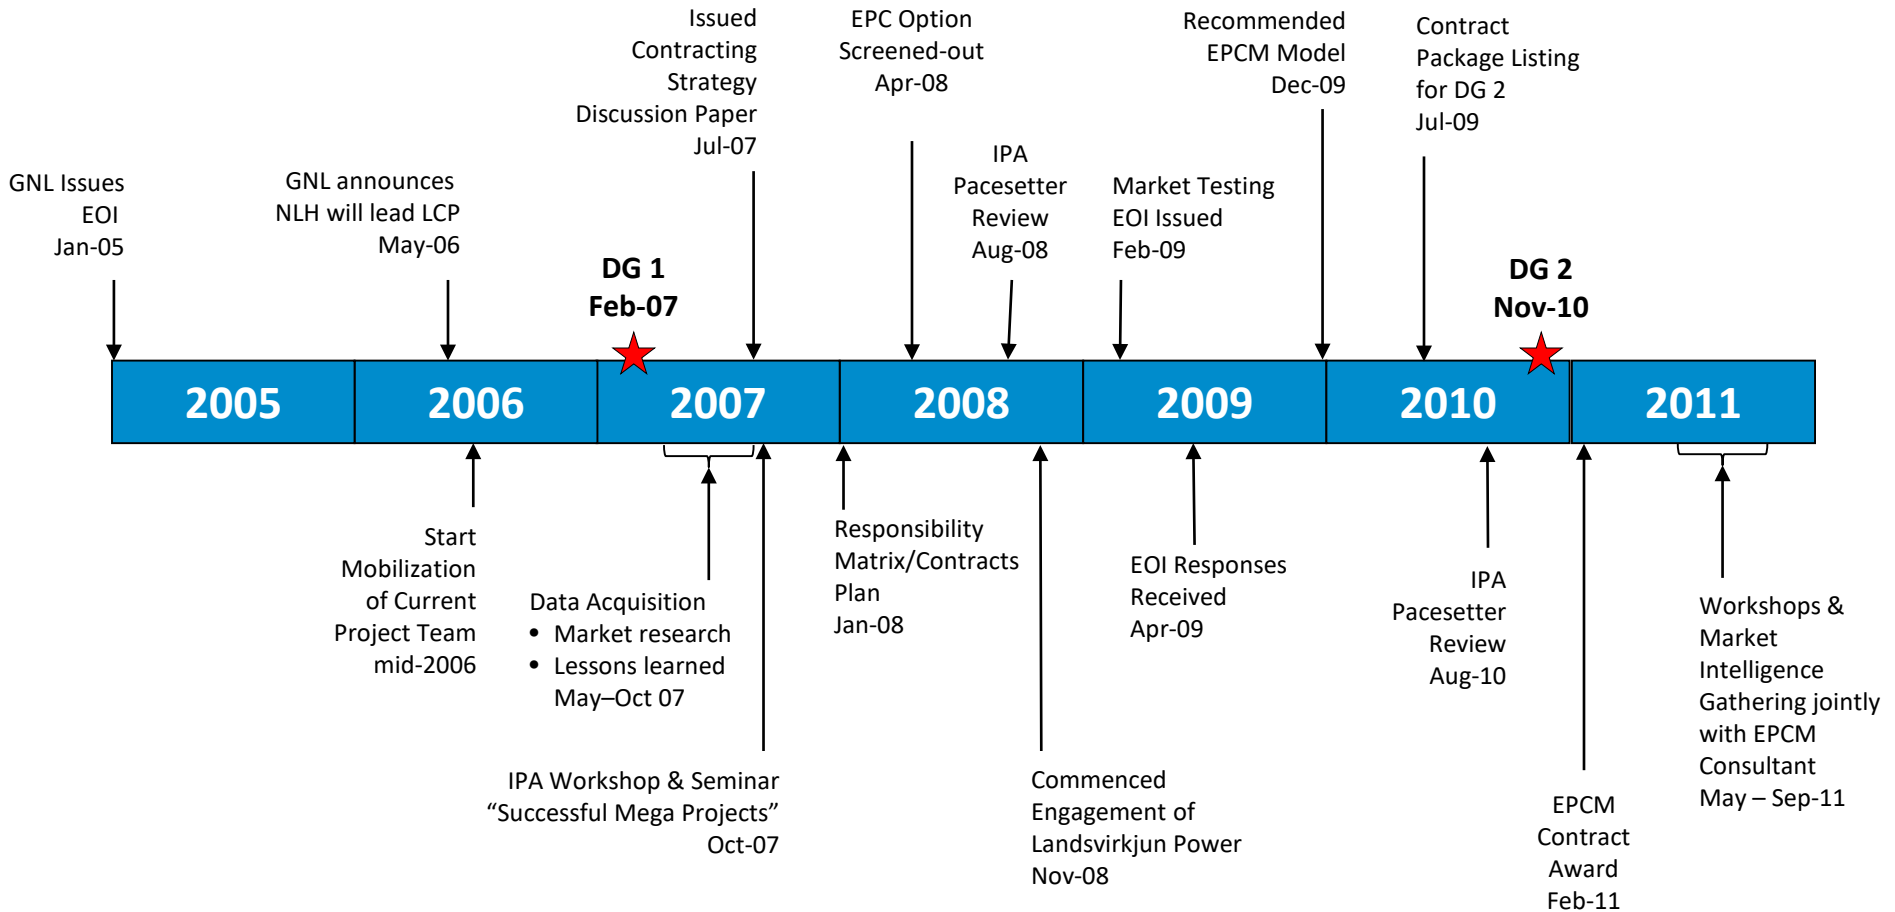 GNL Issues
EOI
Jan-05
GNL announces
NLH will lead LCP
May-06
DG 1
Feb-07
Issued
Contracting
Strategy
Discussion Paper
Jul-07
EPC Option
Screened-out
Apr-08
IPA
Pacesetter
Review
Aug-08
Market Testing
EOI Issued
Feb-09
Recommended
EPCM Model
Dec-09
Contract
Package Listing
for DG 2
Jul-09
DG 2
Nov-10
2005
2006
2007
2008
2009
2010
2011
Start
Mobilization
of Current
Project Team
mid-2006
Data Acquisition
• Market research
• Lessons learned
May–Oct 07
IPA Workshop & Seminar
“Successful Mega Projects”
Oct-07
Responsibility
Matrix/Contracts
Plan
Jan-08
Commenced
Engagement of
Landsvirkjun Power
Nov-08
EOI Responses
Received
Apr-09
IPA
Pacesetter
Review
Aug-10
EPCM
Contract
Award
Feb-11
Workshops &
Market
Intelligence
Gathering jointly
with EPCM
Consultant
May – Sep-11